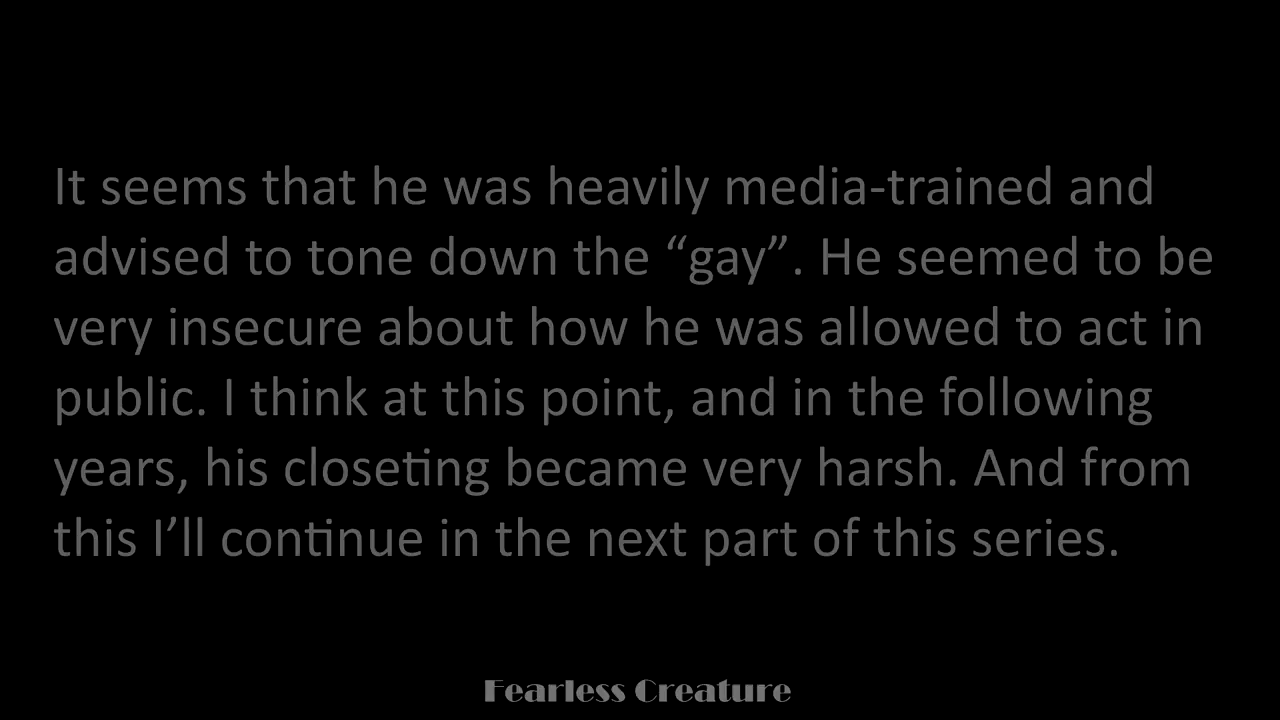 It seems that he was heavily media-trained and
advised to tone down the “gay”. He seemed to be
very insecure about how he was allowed to act in
public. I think at this point, and in the following
years, his closeting became very harsh. And from
this I’ll continue in the next part of this series.
Fearless Creature